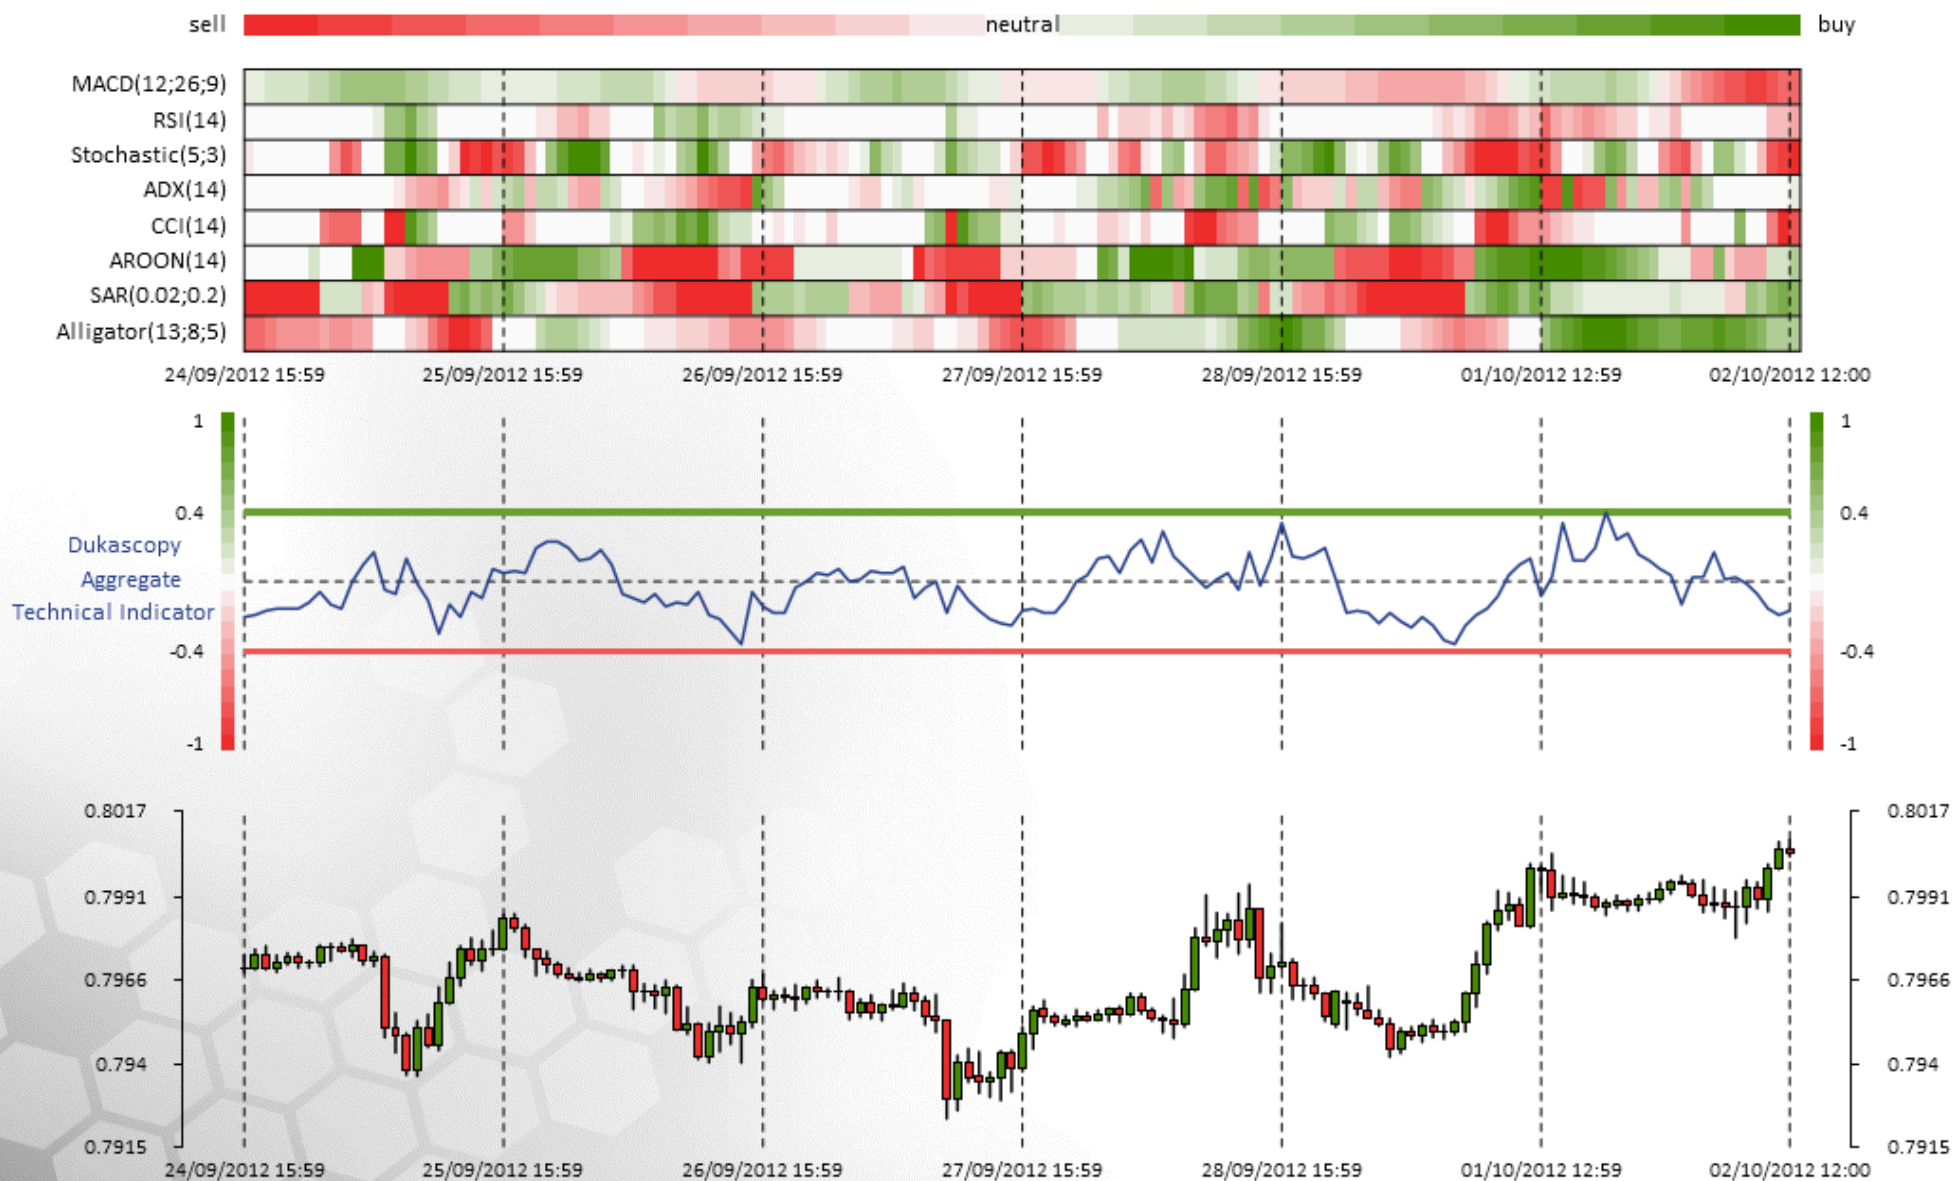 sell neutral buy
MACD(12;26;9)
RSI(14)
Stochastic(5;3)
ADX(14)
CCI(14)
AROON(14)
SAR(0.02;0.2)
Alligator(13;8;5)
24/09/2012 15:59 25/09/2012 15:59 26/09/2012 15:59 27/09/2012 15:59 28/09/2012 15:59 01/10/2012 12:59 02/10/2012 12:00
1 1
0.4 0.4
Dukascopy
Aggregate
Technical Indicator
-0.4 -0.4
-1 -1
0.8017 0.8017
0.7991 0.7991
0.7966 0.7966
0.794 0.794
0.7915 0.7915
24/09/2012 15:59 25/09/2012 15:59 26/09/2012 15:59 27/09/2012 15:59 28/09/2012 15:59 01/10/2012 12:59 02/10/2012 12:00